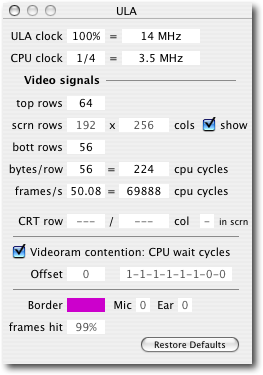 ULA
ULA clock 100% = 14 MHz
CPU clock 1/4 = 3.5 MHz
Video signals
top rows 64
scrn rows 192 x 256 cols show
bott rows 56
bytes/row 56 = 224 cpu cycles
frames/s 50.08 = 69888 cpu cycles
CRT row --- / --- col - in scrn
Videoram contention: CPU wait cycles
Offset 0 1-1-1-1-1-1-0-0
Border Mic 0 Ear 0
frames hit 99%
Restore Defaults